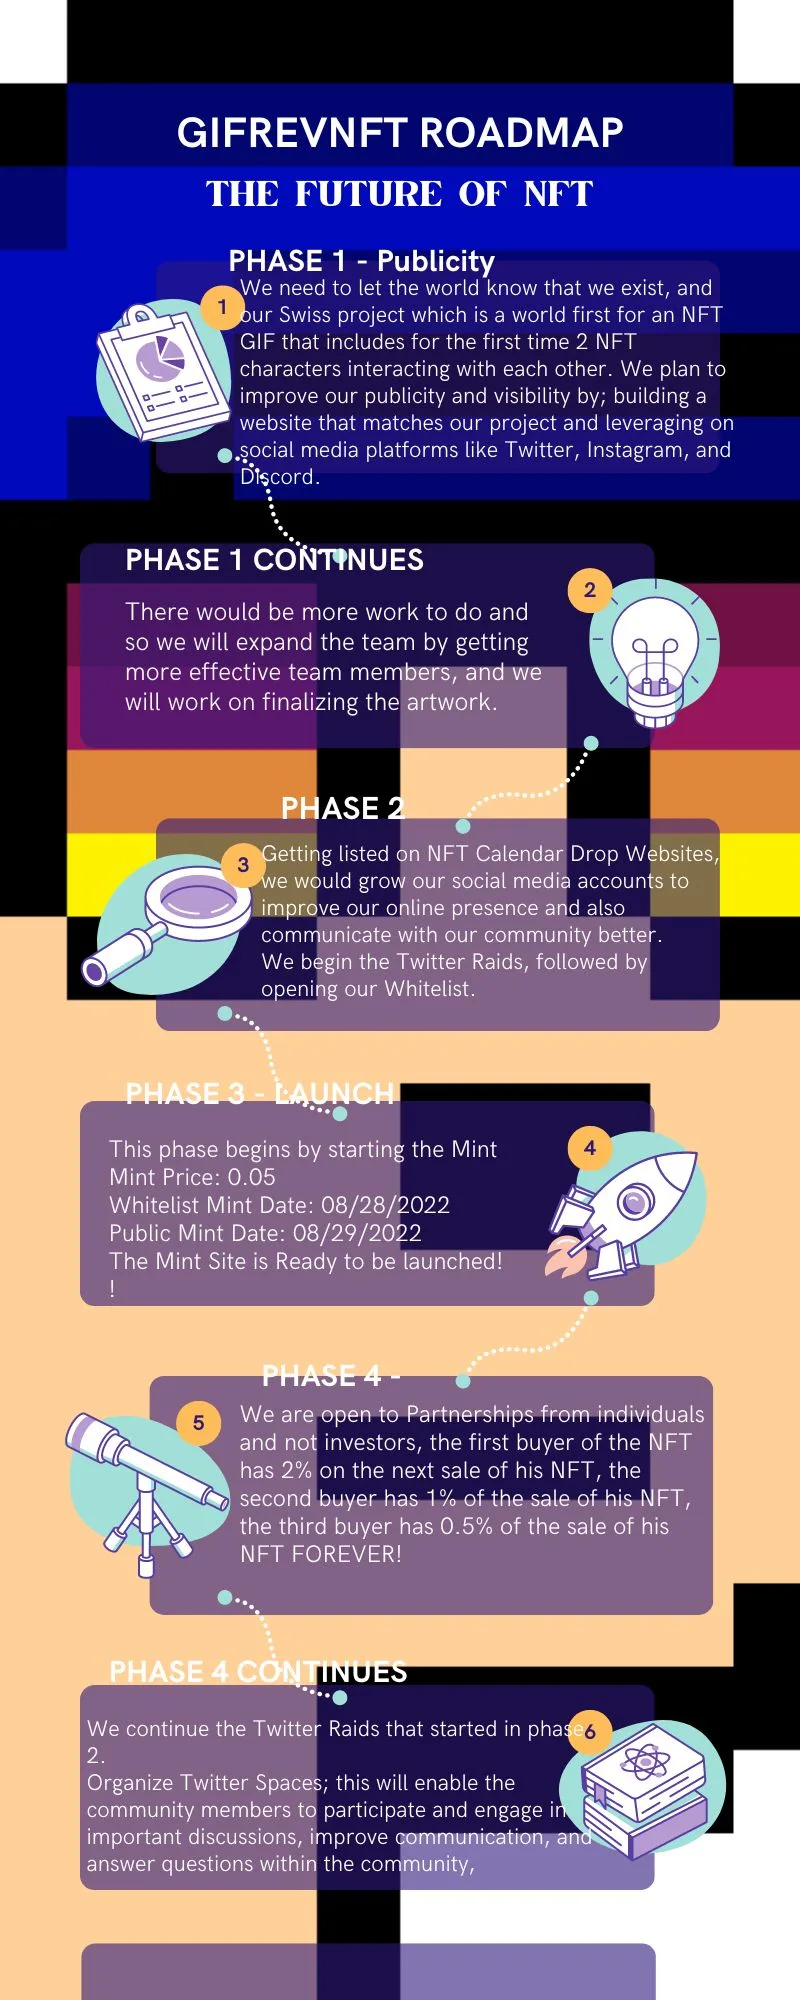 GIFREVNFT ROADMAP
THE FUTURE OF NFT
PHASE 1 - Publicity
1
We need to let the world know that we exist, and
our Swiss project which is a world first for an NFT
GIF that includes for the first time 2 NFT
characters interacting with each other. We plan to
improve our publicity and visibility by; building a
website that matches our project and leveraging on
social media platforms like Twitter, Instagram, and
Discord.
PHASE 1 CONTINUES
2
There would be more work to do and
so we will expand the team by getting
more effective team members, and we
will work on finalizing the artwork.
PHASE 2
3
Getting listed on NFT Calendar Drop Websites,
we would grow our social media accounts to
improve our online presence and also
communicate with our community better.
We begin the Twitter Raids, followed by
opening our Whitelist.
PHASE 3 - LAUNCH
4
This phase begins by starting the Mint
Mint Price: 0.05
Whitelist Mint Date: 08/28/2022
Public Mint Date: 08/29/2022
The Mint Site is Ready to be launched!
!
PHASE 4 -
5
We are open to Partnerships from individuals
and not investors, the first buyer of the NFT
has 2% on the next sale of his NFT, the
second buyer has 1% of the sale of his NFT,
the third buyer has 0.5% of the sale of his
NFT FOREVER!
PHASE 4 CONTINUES
6
We continue the Twitter Raids that started in phase
2.
Organize Twitter Spaces; this will enable the
community members to participate and engage in
important discussions, improve communication, and
answer questions within the community,